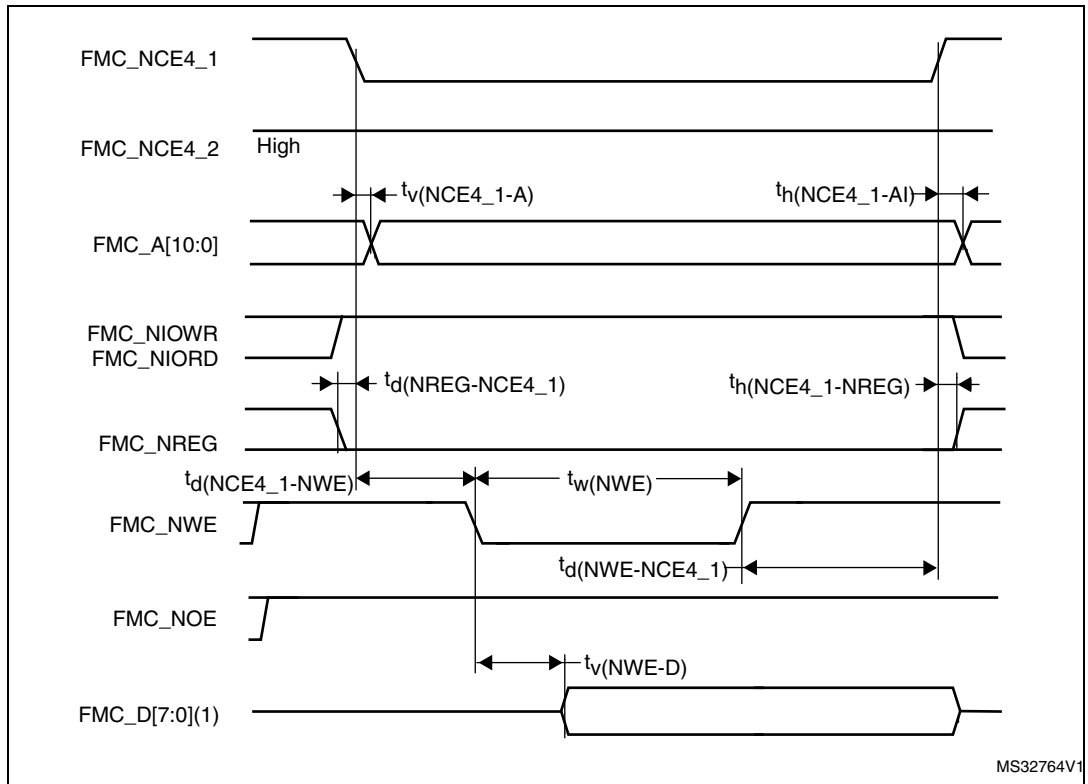 FMC_NCE4_1
FMC_NCE4_2
High
tv(NCE4_1-A)
th(NCE4_1-AI)
FMC_A[10:0]
FMC_NIOWR
FMC_NIORD
td(NREG-NCE4_1)
th(NCE4_1-NREG)
FMC_NREG
td(NCE4_1-NWE)
tw(NWE)
FMC_NWE
td(NWE-NCE4_1)
FMC_NOE
tv(NWE-D)
FMC_D[7:0](1)
MS32764V1